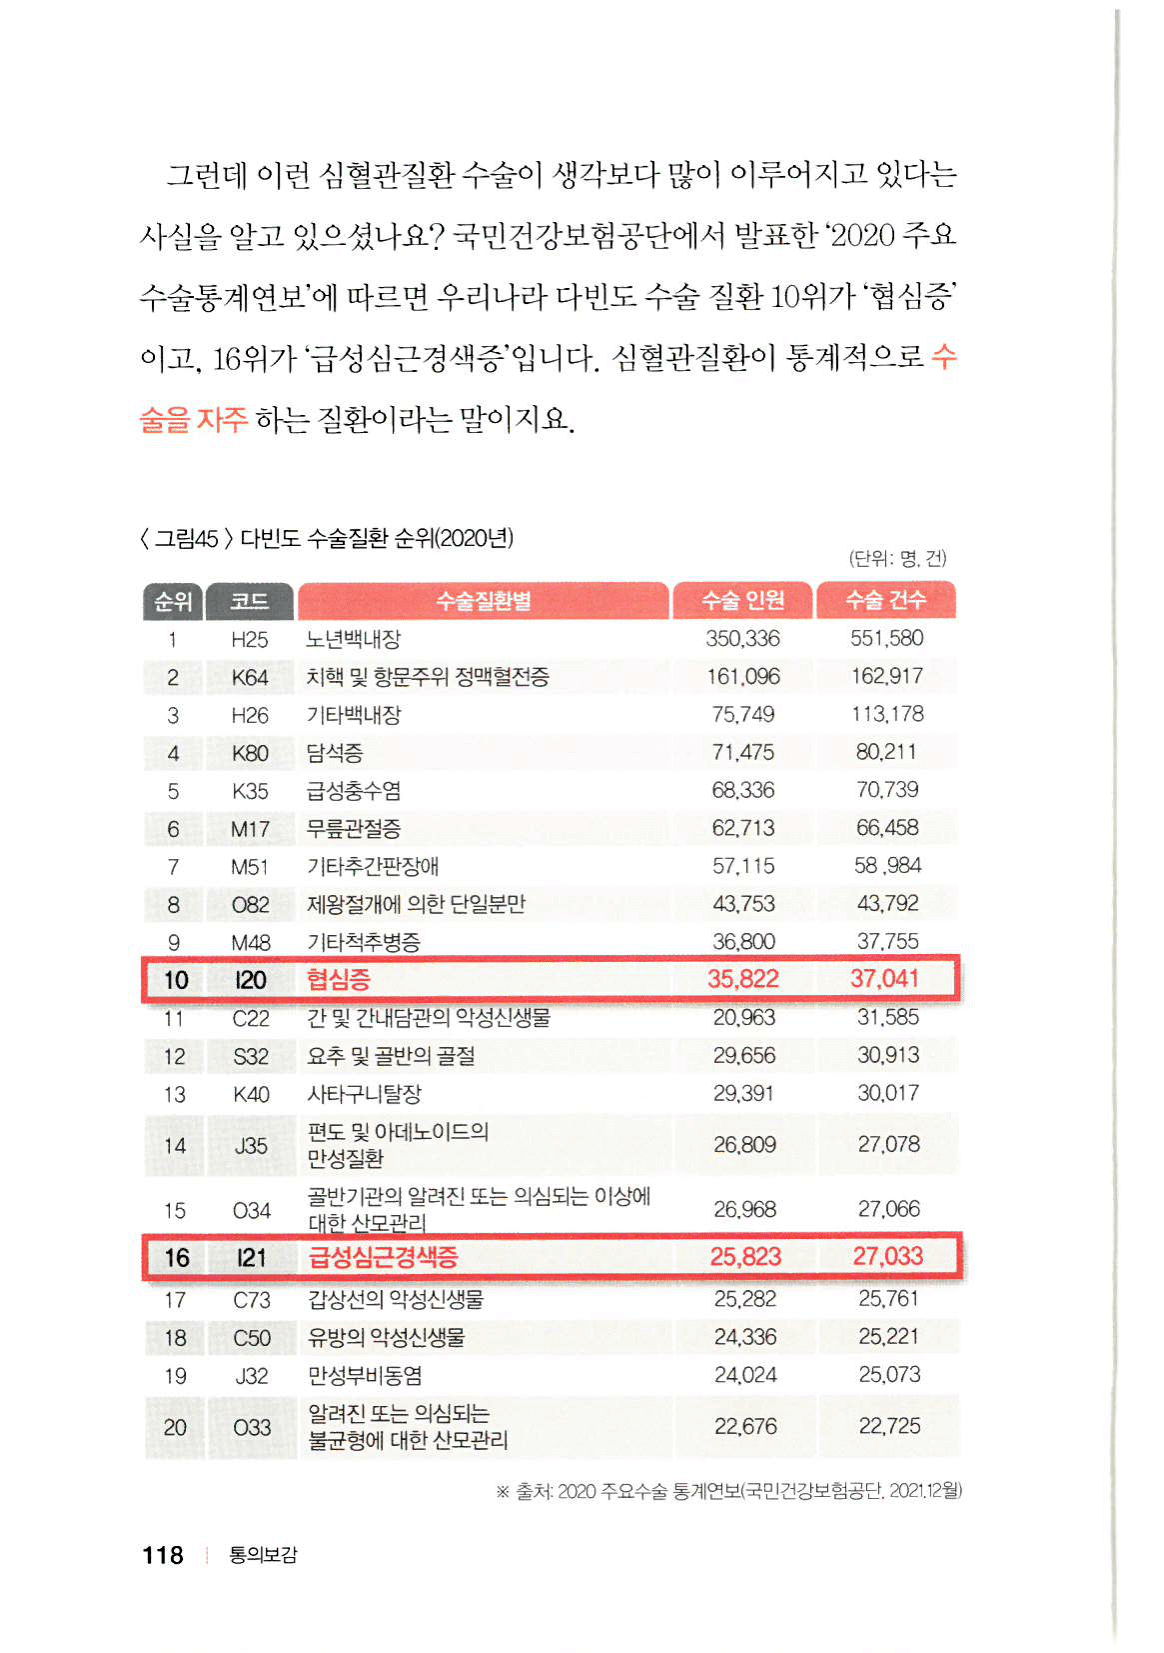 그런데 이런 심혈관질환 수술이 생각보다 많이 이루어지고 있다는
사실을 알고 있으셨나요? 국민건강보험공단에서 발표한 ‘2020 주요
수술통계연보’에 따르면 우리나라 다빈도 수술 질환 10위가 ‘협심증’
이고, 16위가 ‘급성심근경색증’입니다. 심혈관질환이 통계적으로 수
술을 자주 하는 질환이라는 말이지요.
〈 그림45 〉 다빈도 수술질환 순위(2020년)
(단위: 명, 건)
순위 코드 수술질환별 수술 인원 수술 건수
1 H25 노년백내장 350,336 551,580
2 K64 치핵 및 항문주위 정맥혈전증 161,096 162,917
3 H26 기타백내장 75,749 113,178
4 K80 담석증 71,475 80,211
5 K35 급성충수염 68,336 70,739
6 M17 무릎관절증 62,713 66,458
7 M51 기타추간판장애 57,115 58 ,984
8 O82 제왕절개에 의한 단일분만 43,753 43,792
9 M48 기타척추병증 36,800 37,755
10 I20 협심증 35,822 37,041
11 C22 간 및 간내담관의 악성신생물 20,963 31,585
12 S32 요추 및 골반의 골절 29,656 30,913
13 K40 사타구니탈장 29,391 30,017
14 J35 편도 및 아데노이드의
만성질환 26,809 27,078
15 O34 골반기관의 알려진 또는 의심되는 이상에
대한 산모관리 26,968 27,066
16 I21 급성심근경색증 25,823 27,033
17 C73 갑상선의 악성신생물 25,282 25,761
18 C50 유방의 악성신생물 24,336 25,221
19 J32 만성부비동염 24,024 25,073
20 O33 알려진 또는 의심되는
불균형에 대한 산모관리 22,676 22,725
※ 출처: 2020 주요수술 통계연보(국민건강보험공단, 2021.12월)
118 | 통의보감